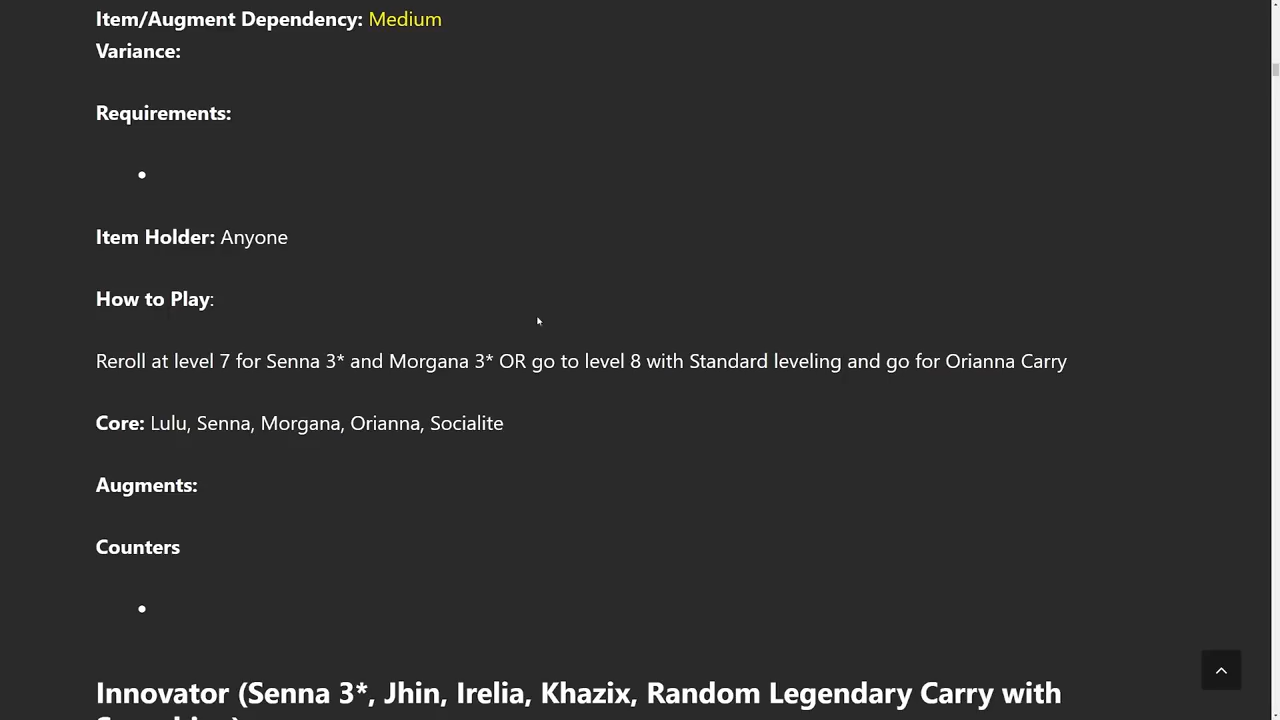 Item/Augment Dependency: Medium
Variance:
Requirements:
•
Item Holder: Anyone
How to Play:
Reroll at level 7 for Senna 3* and Morgana 3* OR go to level 8 with Standard leveling and go for Orianna Carry
Core: Lulu, Senna, Morgana, Orianna, Socialite
Augments:
Counters
•
Innovator (Senna 3*, Jhin, Irelia, Khazix, Random Legendary Carry with